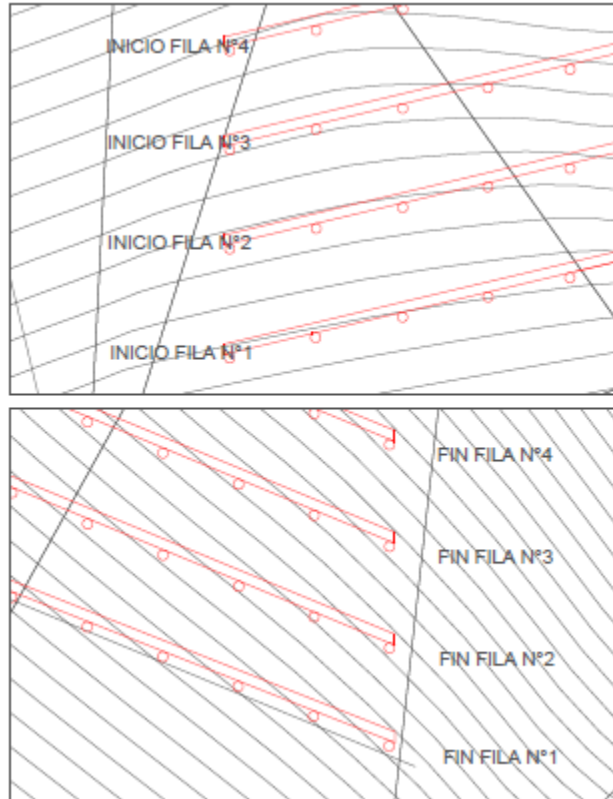 INICIO FILA N°4
INICIO FILA N°3
INICIO FILA N°2
INICIO FILA N°1
FIN FILA N°4
FIN FILA N°3
FIN FILA N°2
FIN FILA N°1